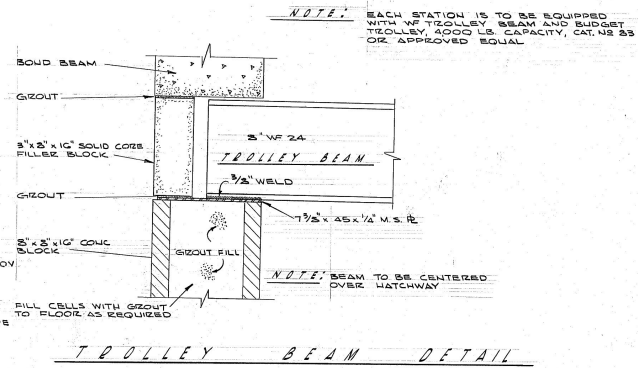 NOTE: EACH STATION IS TO BE EQUIPPED
WITH WF TROLLEY BEAM AND BUDGET
TROLLEY, 4000 LB. CAPACITY, CAT. Nº 83
OR APPROVED EQUAL
BOND BEAM
GROUT
3"x8"x16" SOLID CORE
FILLER BLOCK
GROUT
8"x8"x16" CONC
BLOCK
FILL CELLS WITH GROUT
TO FLOOR AS REQUIRED
8" WF 24
TROLLEY BEAM
3/8" WELD
7 3/8" x 45 x 1/4" M.S. PL
GROUT FILL
NOTE: BEAM TO BE CENTERED
OVER HATCHWAY
OV
E
TROLLEY BEAM DETAIL